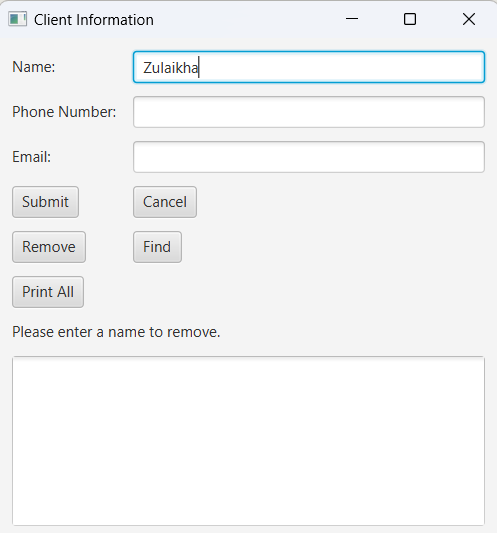 Client Information
Name: Zulaikha
Phone Number:
Email:
Submit Cancel
Remove Find
Print All
Please enter a name to remove.